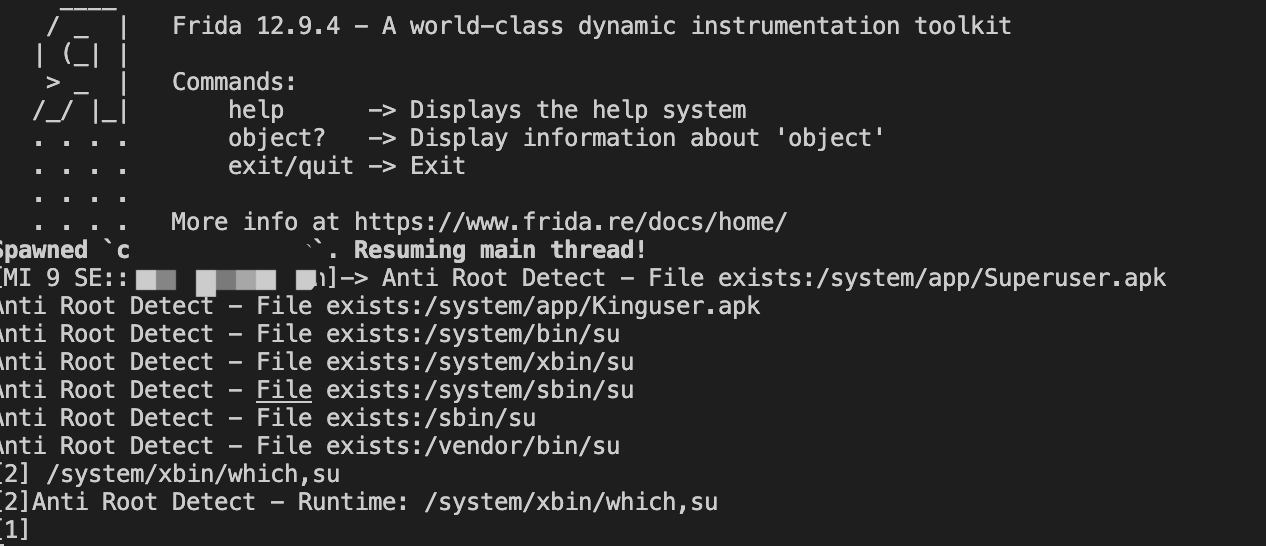 Frida 12.9.4 - A world-class dynamic instrumentation toolkit
Commands:
help -> Displays the help system
object? -> Display information about 'object'
exit/quit -> Exit
More info at https://www.frida.re/docs/home/
Spawned `c `. Resuming main thread!
[MI 9 SE:: ]-> Anti Root Detect - File exists:/system/app/Superuser.apk
Anti Root Detect - File exists:/system/app/Kinguser.apk
Anti Root Detect - File exists:/system/bin/su
Anti Root Detect - File exists:/system/xbin/su
Anti Root Detect - File exists:/system/sbin/su
Anti Root Detect - File exists:/sbin/su
Anti Root Detect - File exists:/vendor/bin/su
[2] /system/xbin/which,su
[2]Anti Root Detect - Runtime: /system/xbin/which,su
[1]